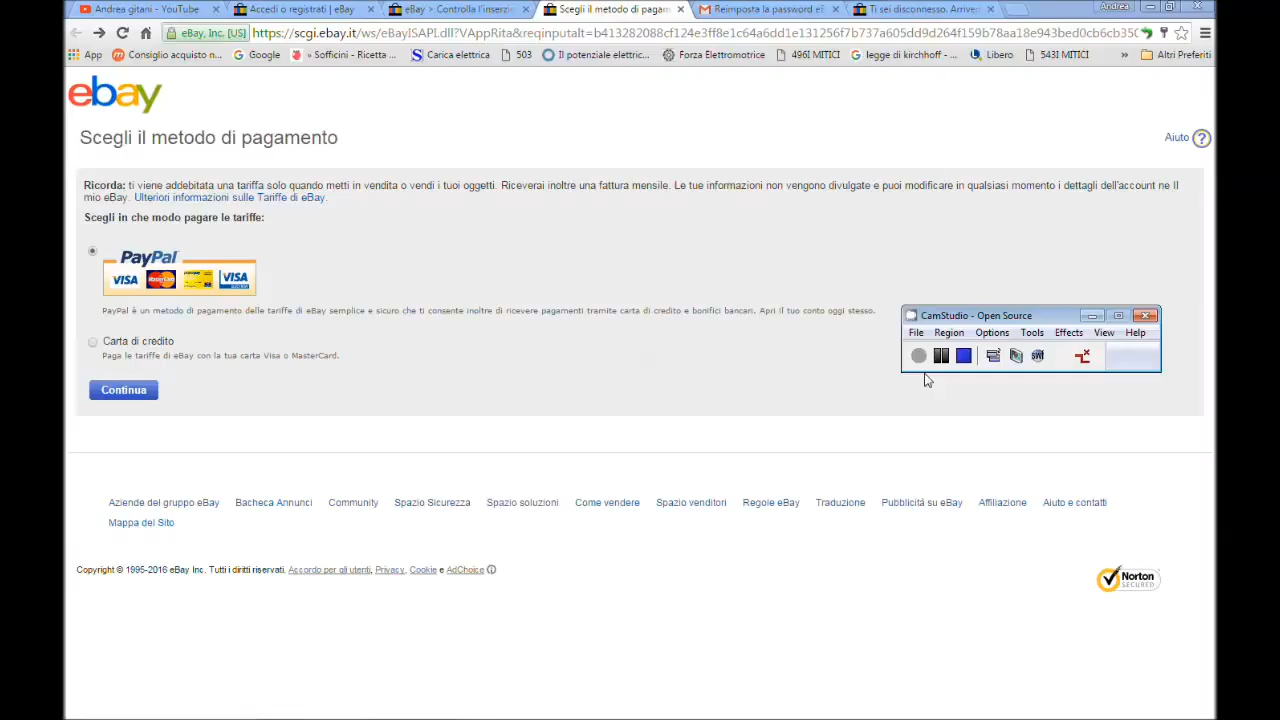 Andrea gitani - YouTube
Accedi o registrati | eBay
eBay > Controlla l'inserzi
Scegli il metodo di pagam
Reimposta la password eB
Ti sei disconnesso. Arriver
Andrea
eBay, Inc. [US]
https://scgi.ebay.it/ws/eBayISAPI.dll?VAppRita&reqinputalt=
App
Consiglio acquisto n...
Google
» Sofficini - Ricetta ...
Carica elettrica
503
Il potenziale elettric...
Forza Elettromotrice
496I MITICI
legge di kirchhoff - ...
Libero
543I MITICI
»
Altri Preferiti
ebay
Scegli il metodo di pagamento
Aiuto ?
Ricorda: ti viene addebitata una tariffa solo quando metti in vendita o vendi i tuoi oggetti. Riceverai inoltre una fattura mensile. Le tue informazioni non vengono divulgate e puoi modificare in qualsiasi momento i dettagli dell'account ne Il
mio eBay. Ulteriori informazioni sulle Tariffe di eBay.
Scegli in che modo pagare le tariffe:
PayPal
VISA MasterCard VISA
PayPal è un metodo di pagamento delle tariffe di eBay semplice e sicuro che ti consente inoltre di ricevere pagamenti tramite carta di credito e bonifici bancari. Apri il tuo conto oggi stesso.
CamStudio - Open Source
File Region Options Tools Effects View Help
SWF
Carta di credito
Paga le tariffe di eBay con la tua carta Visa o MasterCard.
Continua
Aziende del gruppo eBay Bacheca Annunci Community Spazio Sicurezza Spazio soluzioni Come vendere Spazio venditori Regole eBay Traduzione Pubblicità su eBay Affiliazione Aiuto e contatti
Mappa del Sito
Copyright © 1995-2016 eBay Inc. Tutti i diritti riservati. Accordo per gli utenti, Privacy, Cookie e AdChoice
Norton
SECURED